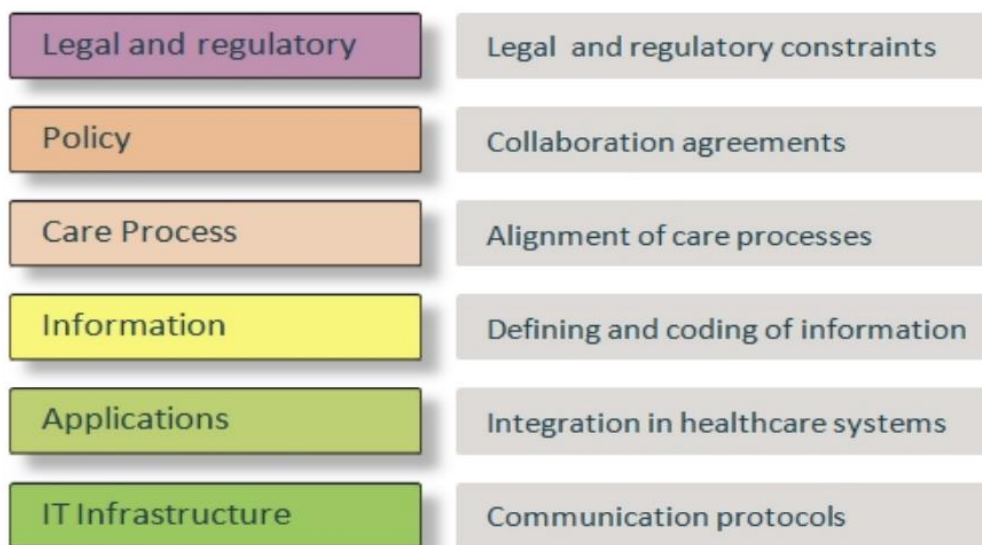 Legal and regulatory
Legal and regulatory constraints
Policy
Collaboration agreements
Care Process
Alignment of care processes
Information
Defining and coding of information
Applications
Integration in healthcare systems
IT Infrastructure
Communication protocols